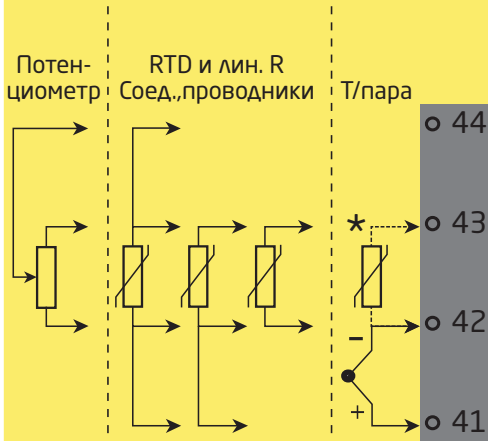 Потен-
циометр
RTD и лин. R
Соед.,проводники
Т/пара
44
*
43
42
−
+
41